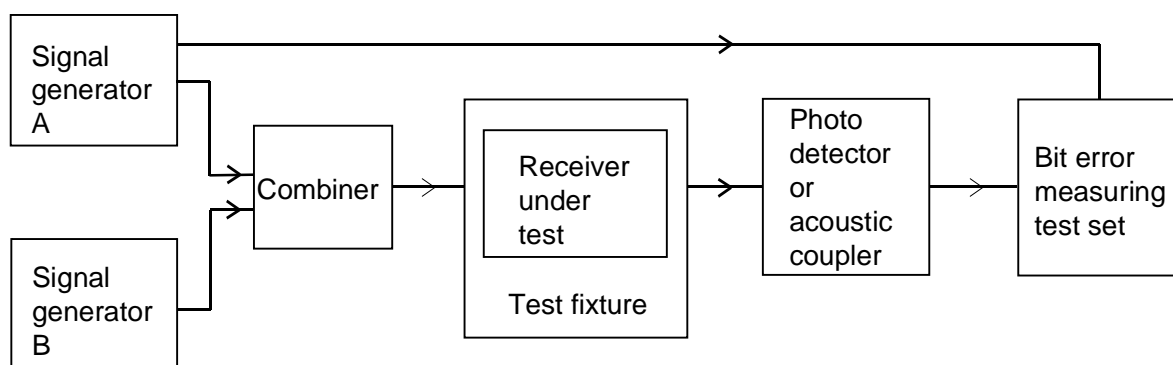 Signal
generator
A
Combiner
Signal
generator
B
Receiver
under
test
Test fixture
Photo
detector
or
acoustic
coupler
Bit error
measuring
test set